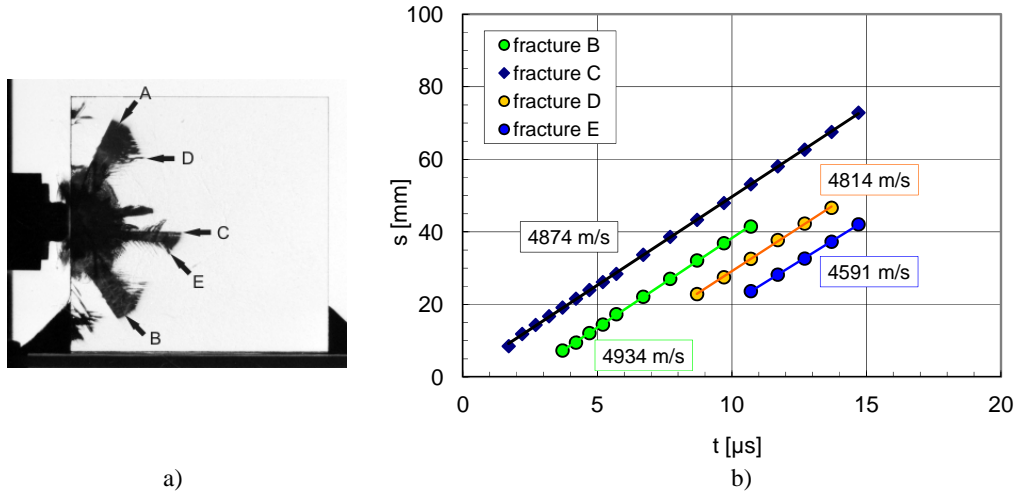 A
D
C
E
B
a)
100
80
60
40
20
0
s [mm]
fracture B
fracture C
fracture D
fracture E
4874 m/s
4814 m/s
4591 m/s
4934 m/s
0 5 10 15 20
t [µs]
b)